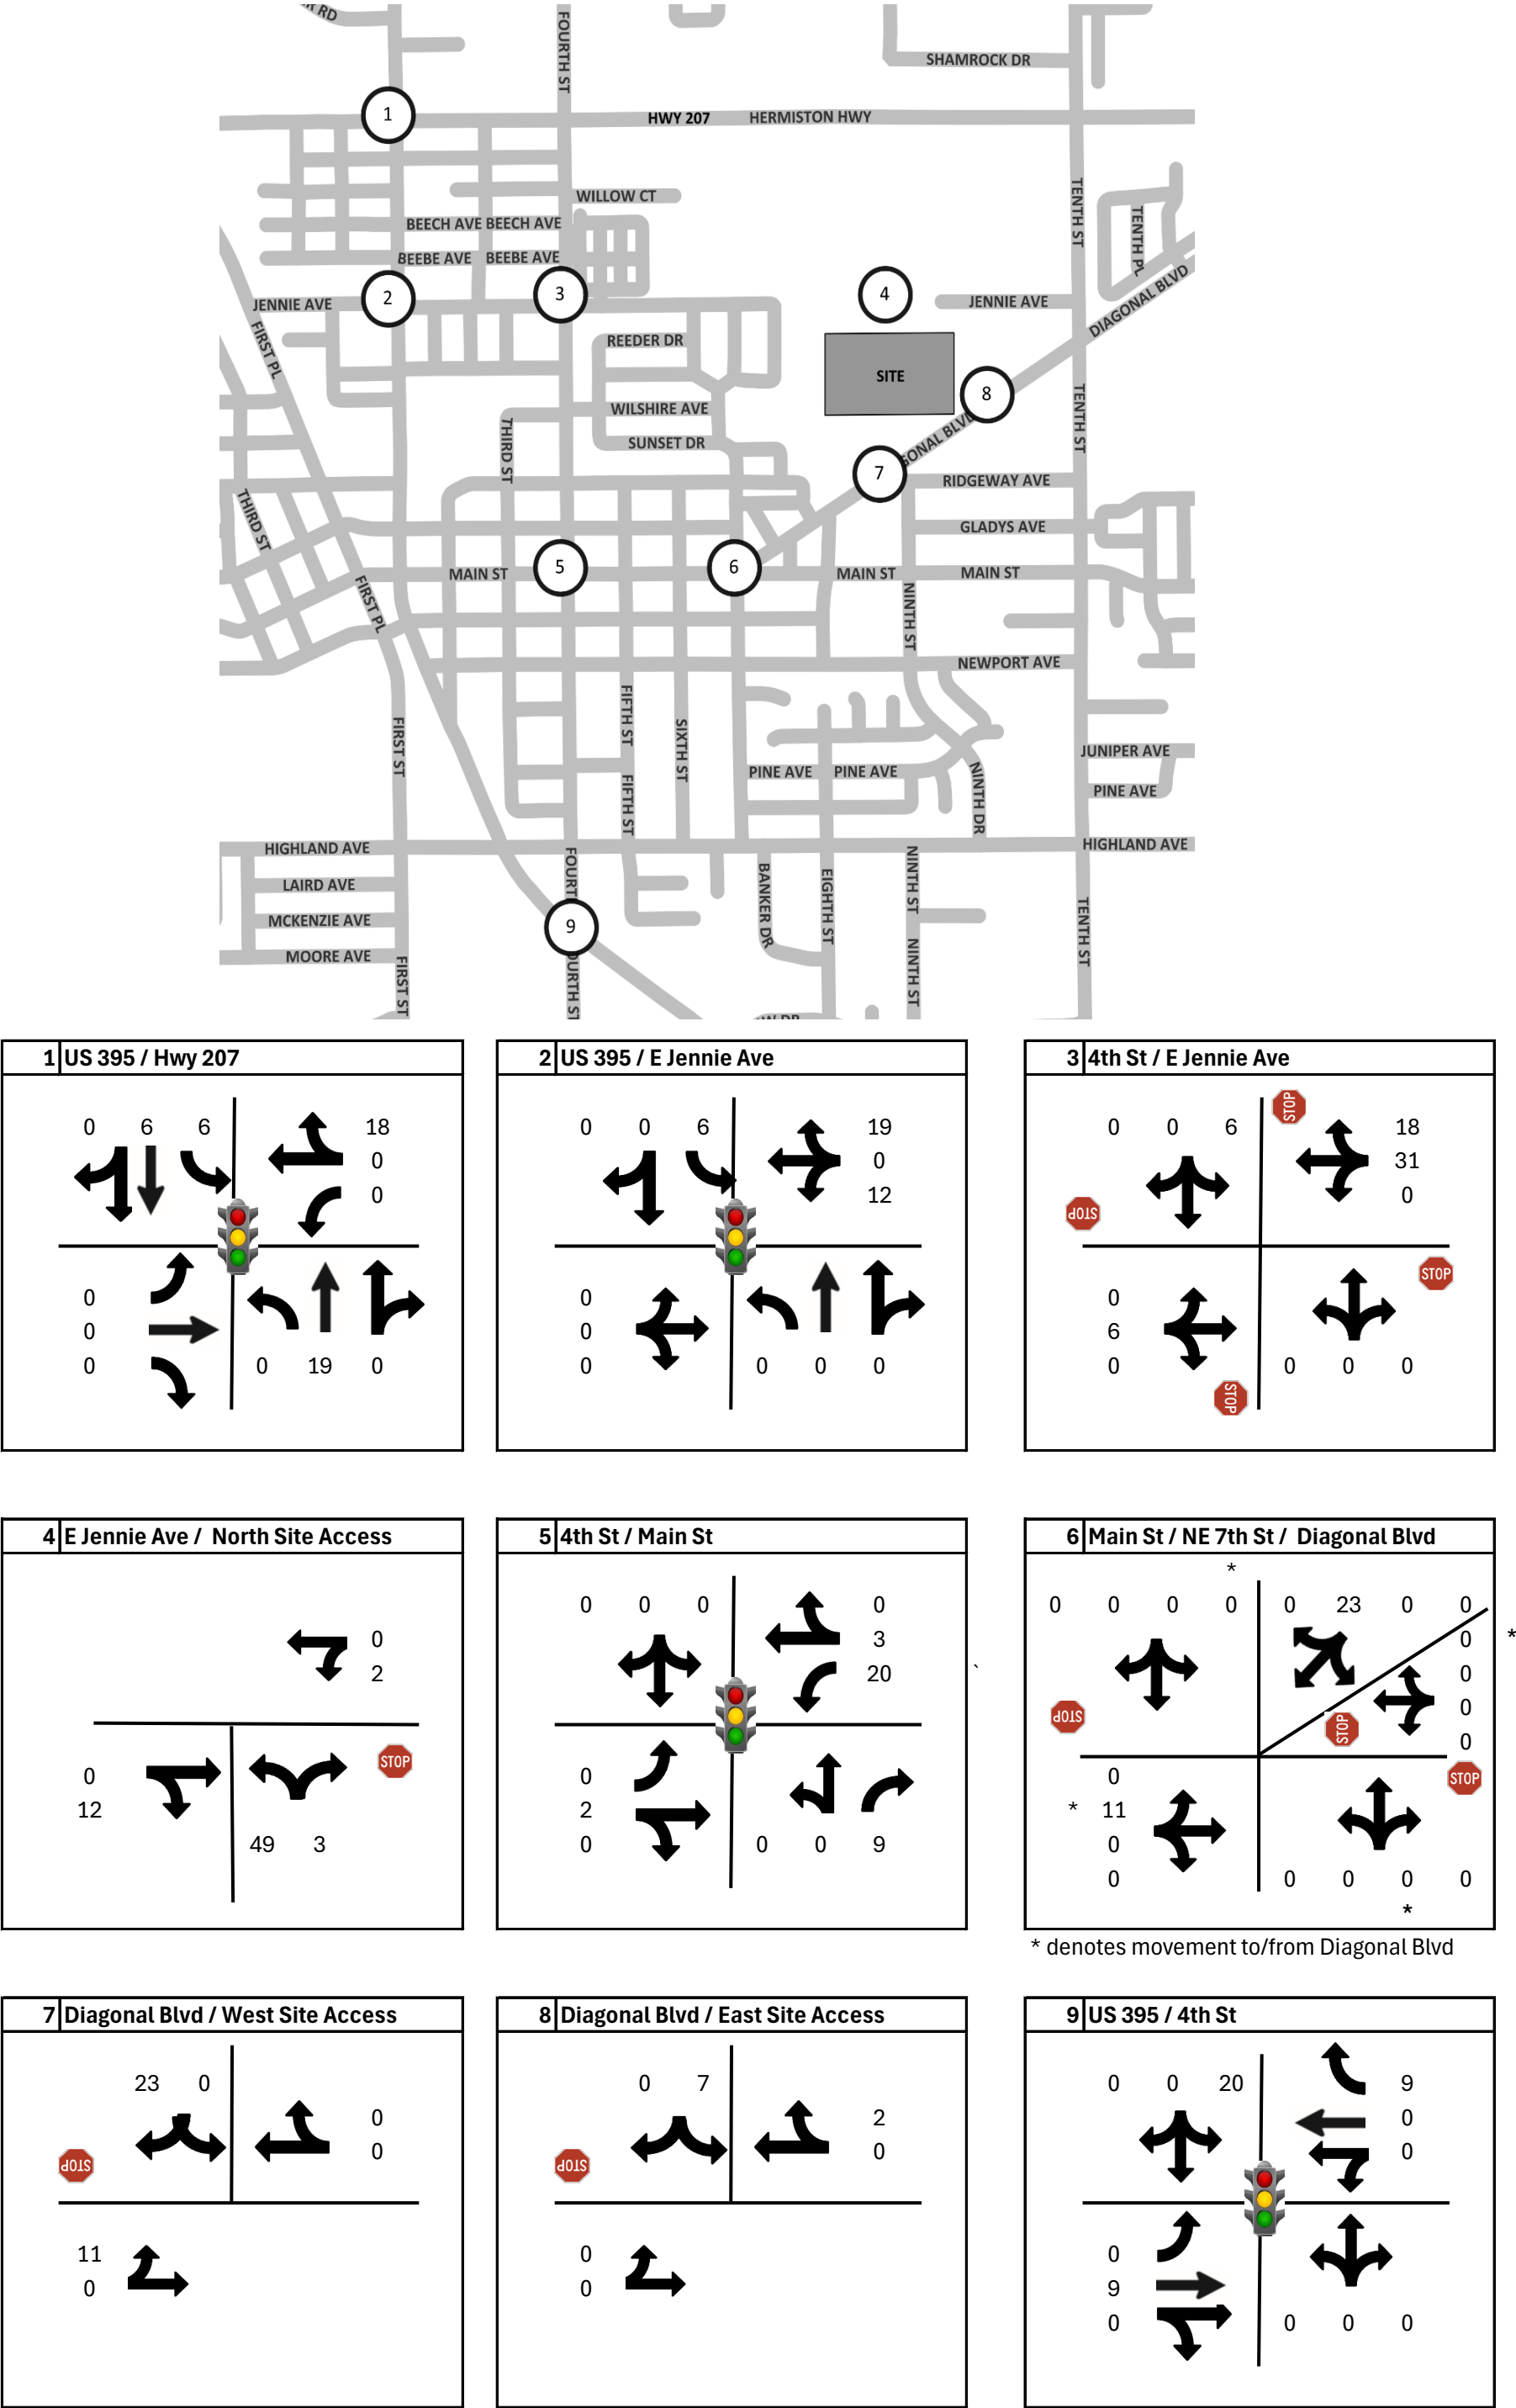 RD
FOURTH ST
SHAMROCK DR
1
HWY 207 HERMISTON HWY
WILLOW CT
TENTH ST
TENTH PL
BEECH AVE BEECH AVE
BEEBE AVE BEEBE AVE
2
3
4
JENNIE AVE
JENNIE AVE
DIAGONAL BLVD
FIRST PL
REEDER DR
SITE
8
WILSHIRE AVE
TENTH ST
THIRD ST
SUNSET DR
GONAL BLVD
7
RIDGEWAY AVE
THIRD ST
GLADYS AVE
5
6
MAIN ST
MAIN ST
MAIN ST
FIRST PL
NINTH ST
NEWPORT AVE
FIRST ST
FIFTH ST
SIXTH ST
JUNIPER AVE
PINE AVE PINE AVE
NINTH DR
PINE AVE
FIFTH ST
HIGHLAND AVE
HIGHLAND AVE
FOURT
LAIRD AVE
BANKER DR
EIGHTH ST
NINTH ST
TENTH ST
MCKENZIE AVE
9
MOORE AVE
FIRST ST
OURTH ST
NINTH ST
W DR
1 US 395 / Hwy 207
0 6 6 18
0
0
0
0
0 0 19 0
2 US 395 / E Jennie Ave
0 0 6 19
0
12
0
0
0 0 0 0
3 4th St / E Jennie Ave
STOP
0 0 6 18
31
0
STOP
STOP
0
6
0 0 0 0
STOP
4 E Jennie Ave / North Site Access
0
2
STOP
0
12
49 3
5 4th St / Main St
0 0 0 0
3
20
0
2
0 0 0 9
`
6 Main St / NE 7th St / Diagonal Blvd
*
0 0 0 0 0 23 0 0
0 *
0
0
0
STOP
STOP
STOP
0
* 11
0
0 0 0 0 0
*
* denotes movement to/from Diagonal Blvd
7 Diagonal Blvd / West Site Access
23 0
0
0
STOP
11
0
8 Diagonal Blvd / East Site Access
0 7
2
0
STOP
0
0
9 US 395 / 4th St
0 0 20 9
0
0
0
9
0 0 0 0